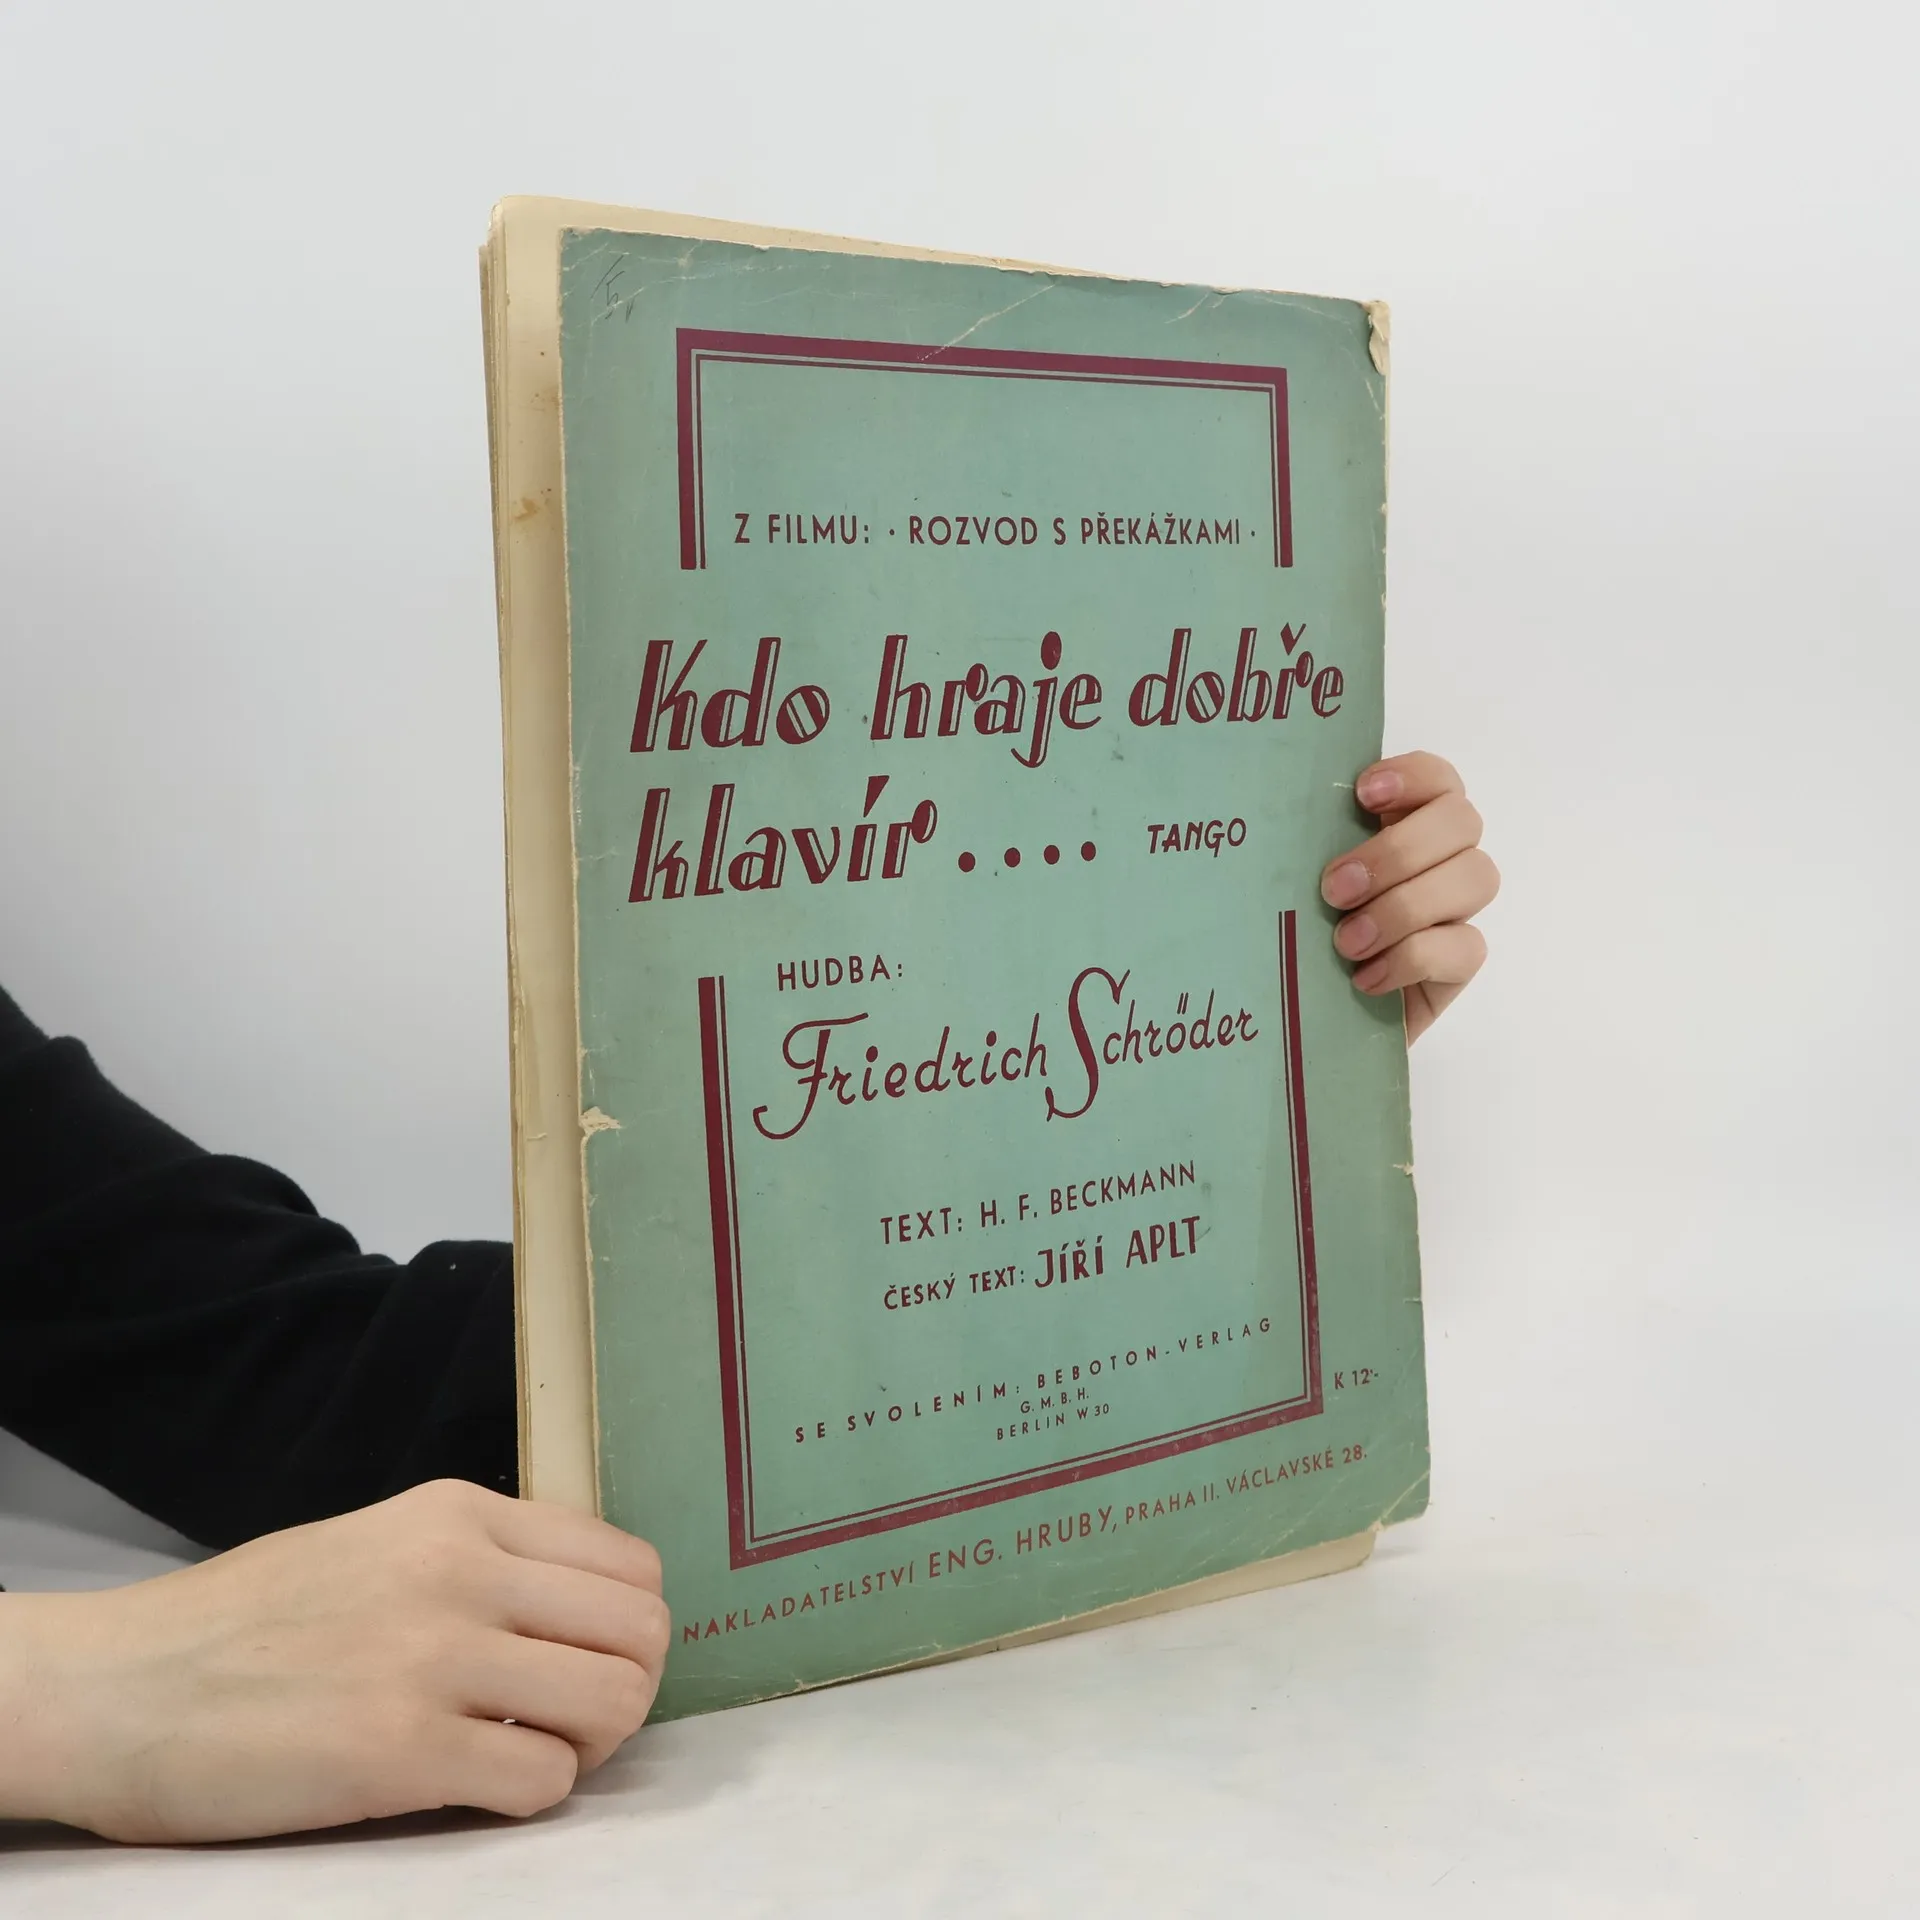 Z FILMU: · ROZVOD S PŘEKÁŽKAMI ·
Kdo hraje dobře
klavír .... TANGO
HUDBA:
Friedrich Schröder
TEXT: H. F. BECKMANN
ČESKÝ TEXT: JÍŘÍ APLT
SE SVOLENÍM: BEBOTON-VERLAG
G. M. B. H.
BERLIN W 30
K 12·-
NAKLADATELSTVÍ ENG. HRUBY, PRAHA II. VÁCLAVSKÉ 28.